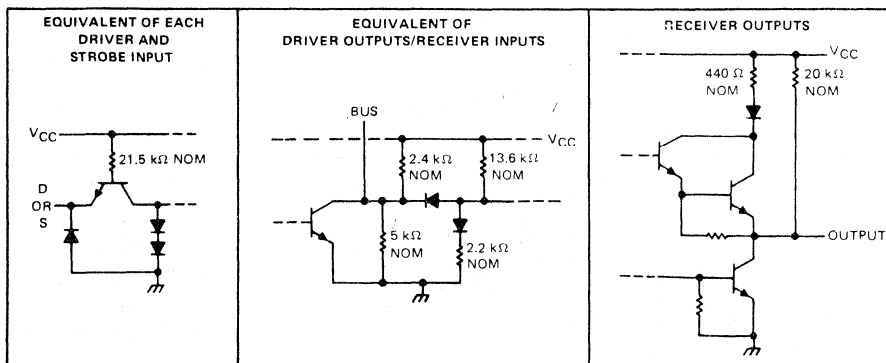 EQUIVALENT OF EACH
DRIVER AND
STROBE INPUT
VCC
21.5 kΩ NOM
D
OR
S
EQUIVALENT OF
DRIVER OUTPUTS/RECEIVER INPUTS
BUS
VCC
2.4 kΩ
NOM
13.6 kΩ
NOM
5 kΩ
NOM
2.2 kΩ
NOM
RECEIVER OUTPUTS
VCC
440 Ω
NOM
20 kΩ
NOM
OUTPUT